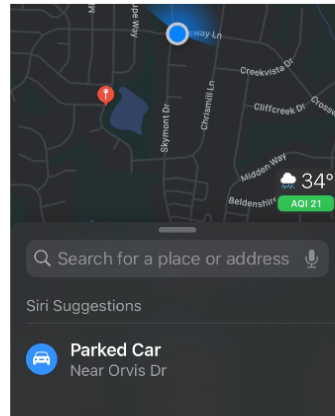 Skymont Dr
Chrismill Ln
Creekvista Dr
Cliffcreek Dr
Midden Way
34°
AQI 21
Search for a place or address
Siri Suggestions
Parked Car
Near Orvis Dr